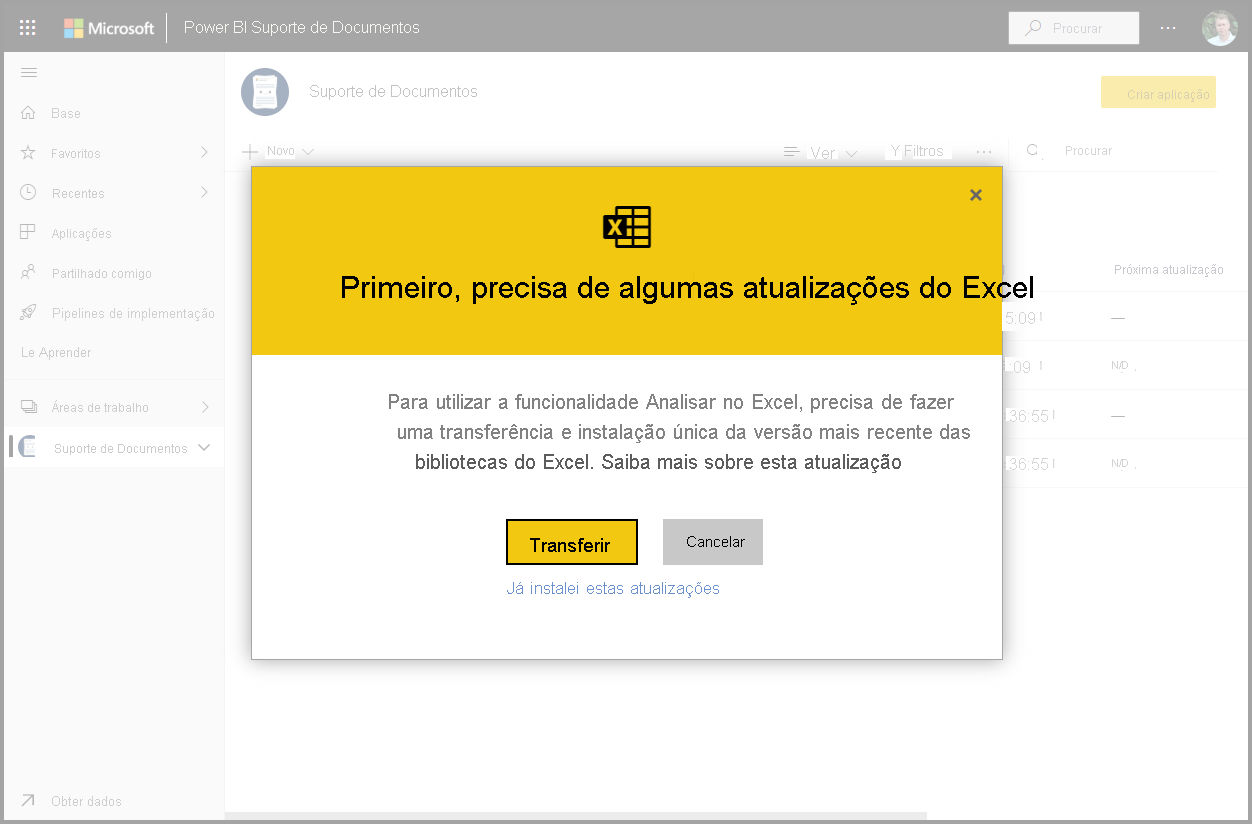 Microsoft
Power BI Suporte de Documentos
Procurar
Suporte de Documentos
Criar aplicação
Base
Favoritos
Recentes
Aplicações
Partilhado comigo
Pipelines de implementação
Le Aprender
Áreas de trabalho
Suporte de Documentos
Obter dados
Novo
Ver
Y Filtros
Procurar
Próxima atualização
5:09
—
:09
N/D
36:55
—
36:55
N/D
Primeiro, precisa de algumas atualizações do Excel
Para utilizar a funcionalidade Analisar no Excel, precisa de fazer
uma transferência e instalação única da versão mais recente das
bibliotecas do Excel. Saiba mais sobre esta atualização
Transferir
Cancelar
Já instalei estas atualizações